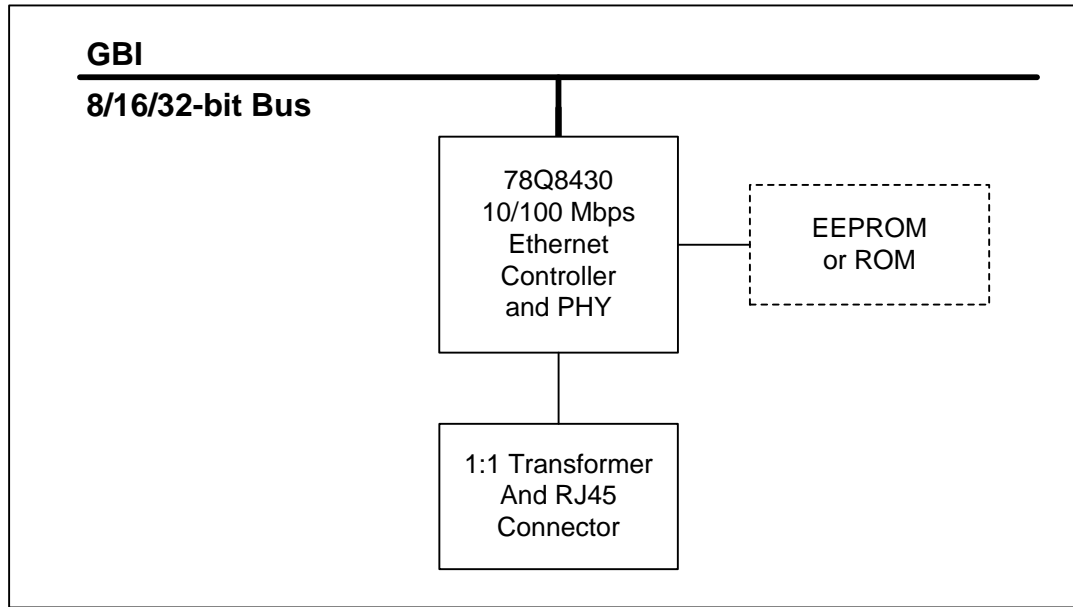 GBI
8/16/32-bit Bus
78Q8430
10/100 Mbps
Ethernet
Controller
and PHY
EEPROM
or ROM
1:1 Transformer
And RJ45
Connector